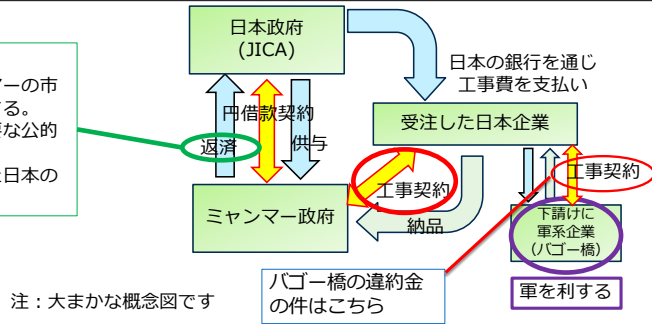 日本政府
(JICA)
ーの市
する。
要な公的
日本の
円借款契約
返済
供与
日本の銀行を通じ
工事費を支払い
受注した日本企業
工事契約
ミャンマー政府
納品
工事契約
下請けに
軍系企業
(バゴー橋)
軍を利する
バゴー橋の違約金
の件はこちら
注：大まかな概念図です